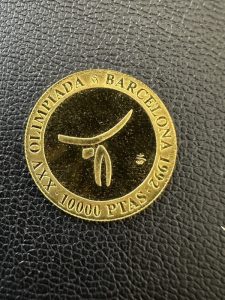 XXV OLIMPIADA BARCELONA 1992
10000 PTAS